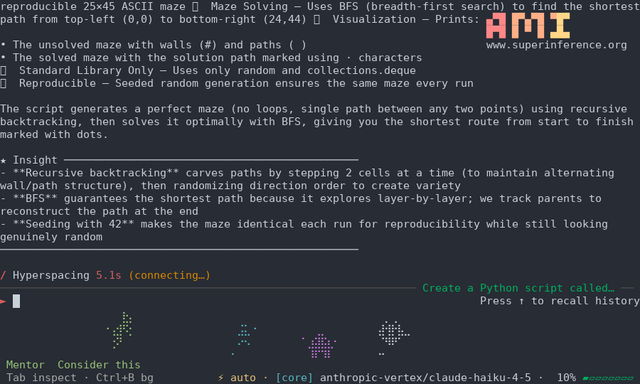 reproducible 25×45 ASCII maze Maze Solving — Uses BFS (breadth-first search) to find the shortest
path from top-left (0,0) to bottom-right (24,44) Visualization — Prints:
AMI
www.superinference.org
• The unsolved maze with walls (#) and paths ( )
• The solved maze with the solution path marked using · characters
Standard Library Only — Uses only random and collections.deque
Reproducible — Seeded random generation ensures the same maze every run
The script generates a perfect maze (no loops, single path between any two points) using recursive
backtracking, then solves it optimally with BFS, giving you the shortest route from start to finish
marked with dots.
★ Insight ─────────────────────────────────────────────
- **Recursive backtracking** carves paths by stepping 2 cells at a time (to maintain alternating
wall/path structure), then randomizing direction order to create variety
- **BFS** guarantees the shortest path because it explores layer-by-layer; we track parents to
reconstruct the path at the end
- **Seeding with 42** makes the maze identical each run for reproducibility while still looking
genuinely random
/ Hyperspacing 5.1s (connecting…)
Create a Python script called…
► Press ↑ to recall history
Mentor Consider this
Tab inspect · Ctrl+B bg ⚡ auto · [core] anthropic-vertex/claude-haiku-4-5 · 10%